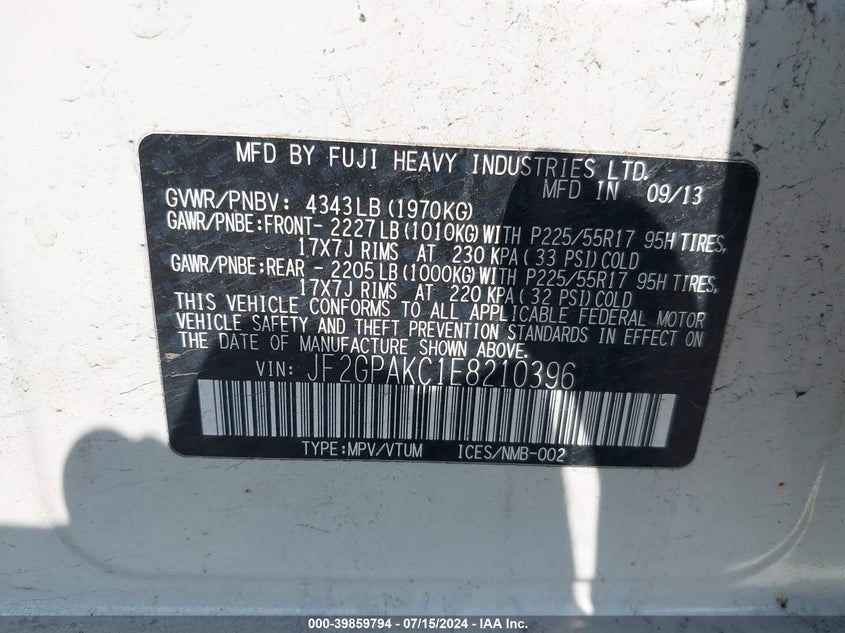 MFD BY FUJI HEAVY INDUSTRIES LTD.
MFD IN 09/13
GVWR/PNBV: 4343LB (1970KG)
GAWR/PNBE:FRONT- 2227LB (1010KG) WITH P225/55R17 95H TIRES,
17X7J RIMS AT 230 KPA ( 33 PSI) COLD
GAWR/PNBE:REAR - 2205LB (1000KG) WITH P225/55R17 95H TIRES,
17X7J RIMS AT 220 KPA ( 32 PSI) COLD
THIS VEHICLE CONFORMS TO ALL APPLICABLE FEDERAL MOTOR
VEHICLE SAFETY AND THEFT PREVENTION STANDARDS IN EFFECT ON
THE DATE OF MANUFACTURE SHOWN ABOVE.
VIN: JF2GPAKC1E8210396
TYPE:MPV/VTUM ICES/NMB-002
000-39859794 - 07/15/2024 - IAA Inc.